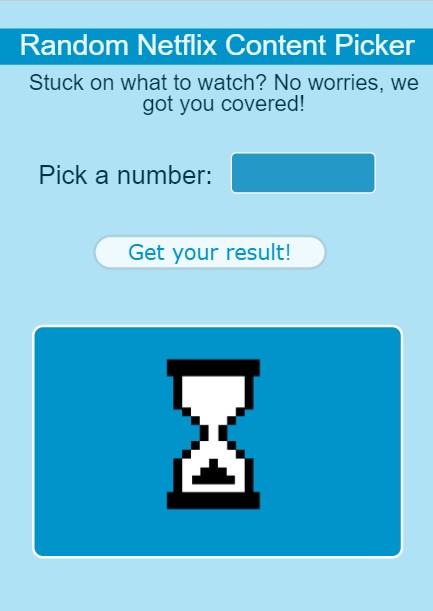 Random Netflix Content Picker
Stuck on what to watch? No worries, we
got you covered!
Pick a number:
Get your result!